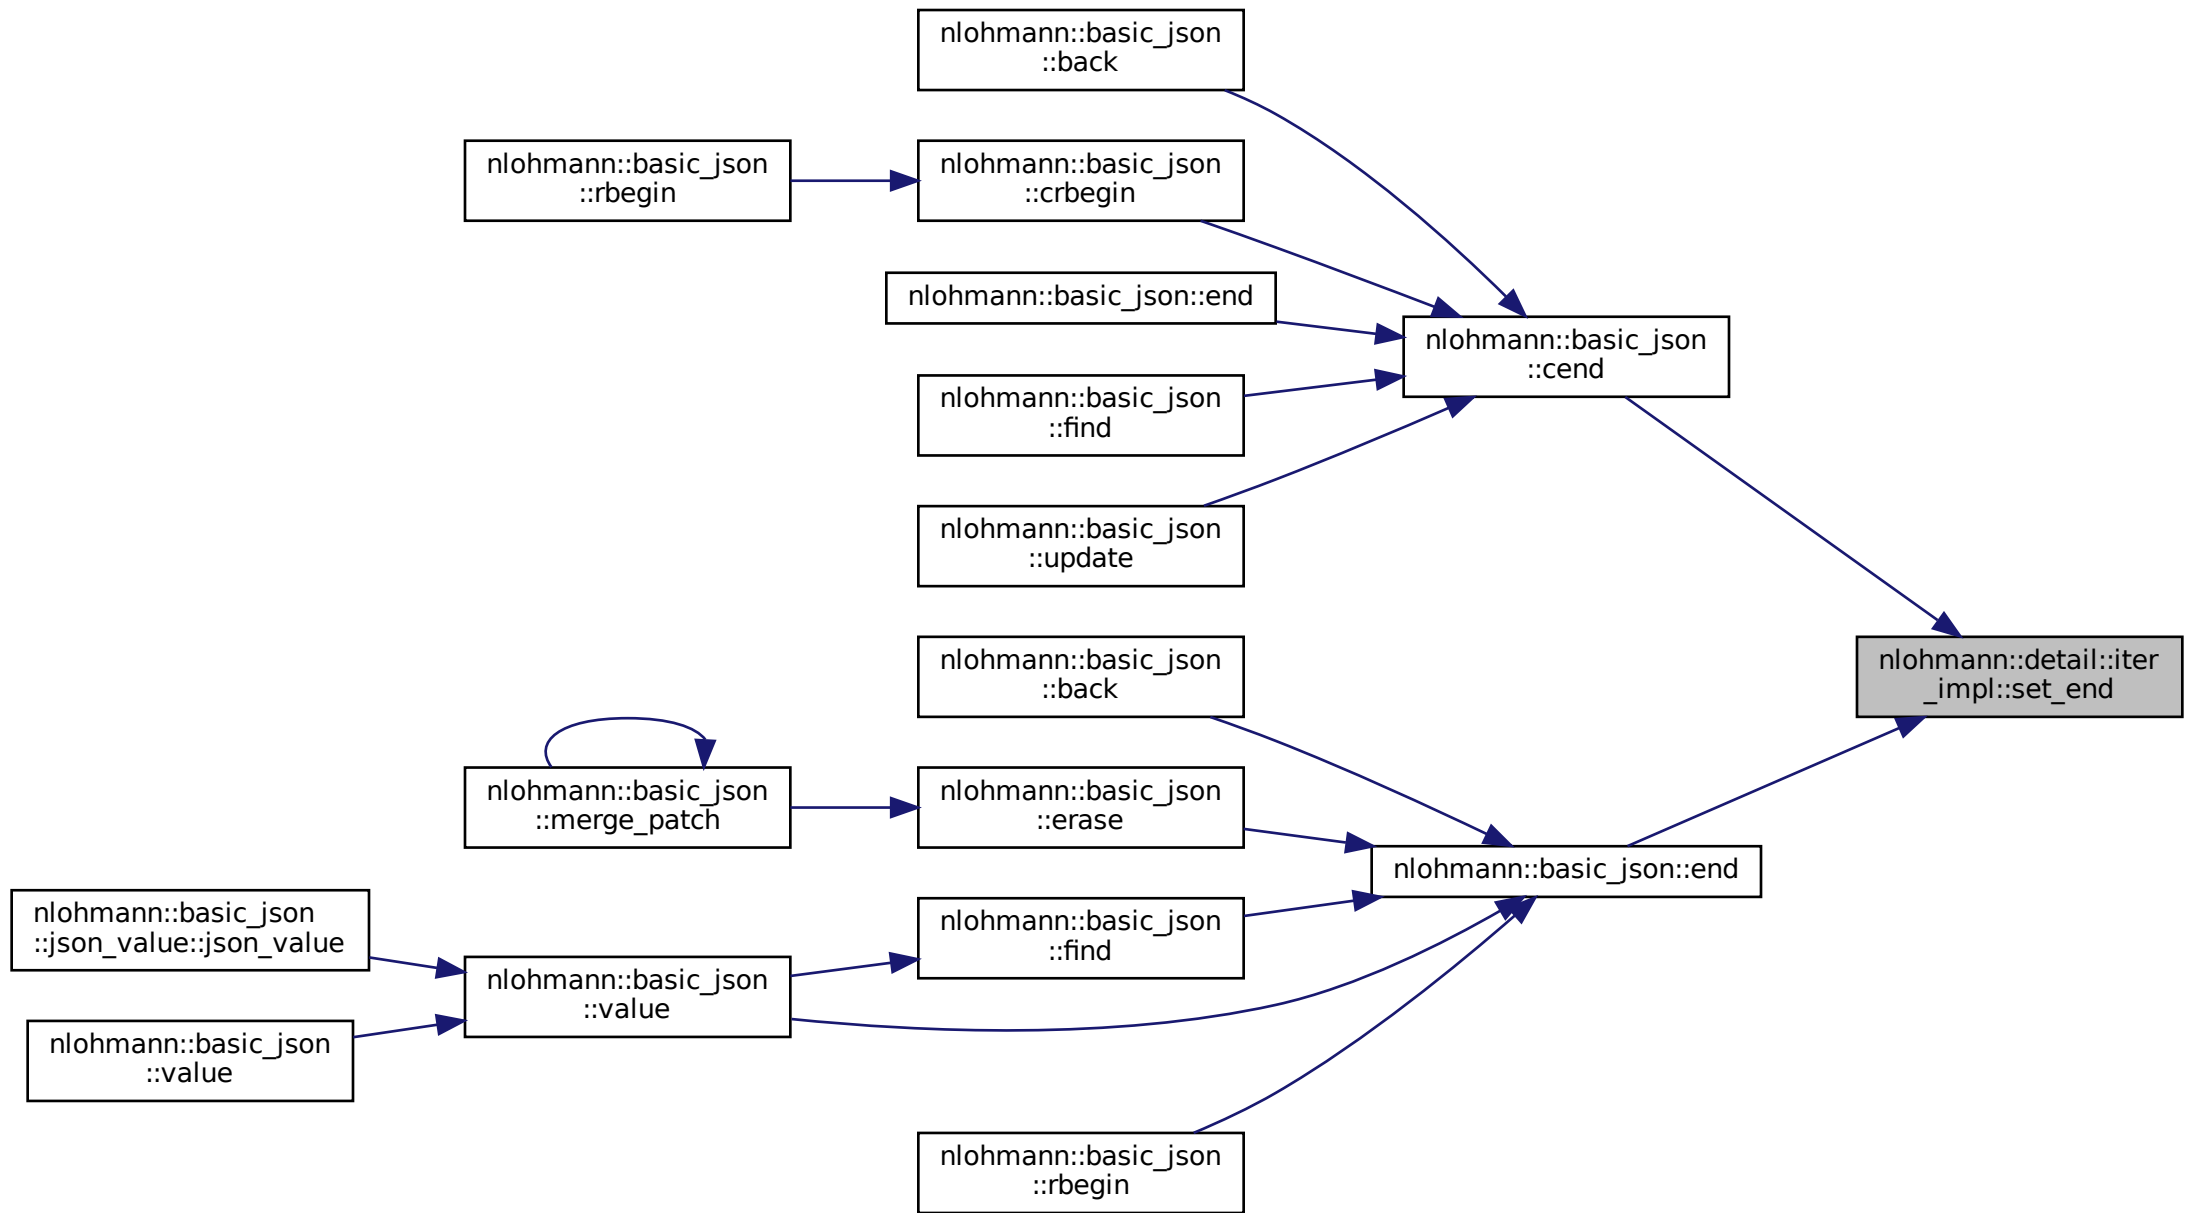 nlohmann::basic_json
::back
nlohmann::basic_json
::rbegin
nlohmann::basic_json
::crbegin
nlohmann::basic_json::end
nlohmann::basic_json
::cend
nlohmann::basic_json
::find
nlohmann::basic_json
::update
nlohmann::basic_json
::back
nlohmann::detail::iter
_impl::set_end
nlohmann::basic_json
::merge_patch
nlohmann::basic_json
::erase
nlohmann::basic_json::end
nlohmann::basic_json
::json_value::json_value
nlohmann::basic_json
::find
nlohmann::basic_json
::value
nlohmann::basic_json
::value
nlohmann::basic_json
::rbegin